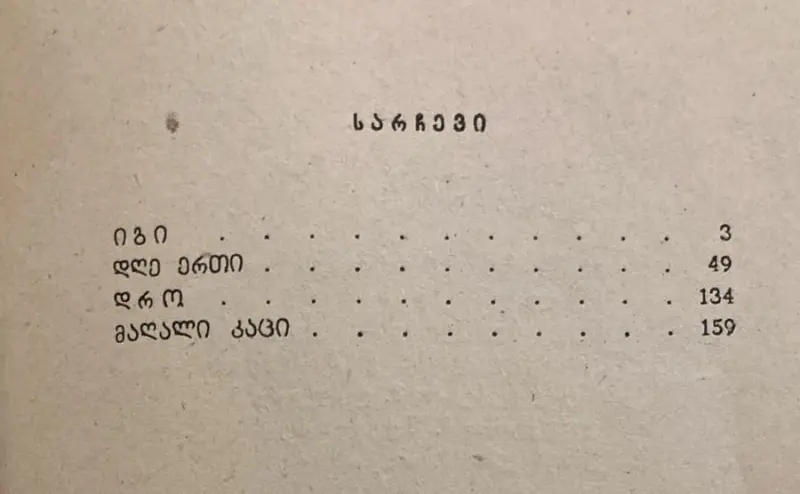 სარჩევი
იგი . . . . . . . . . . . 3
დღე ერთი . . . . . . . . . . 49
დრო . . . . . . . . . . . 134
მაღალი კაცი . . . . . . . . . 159